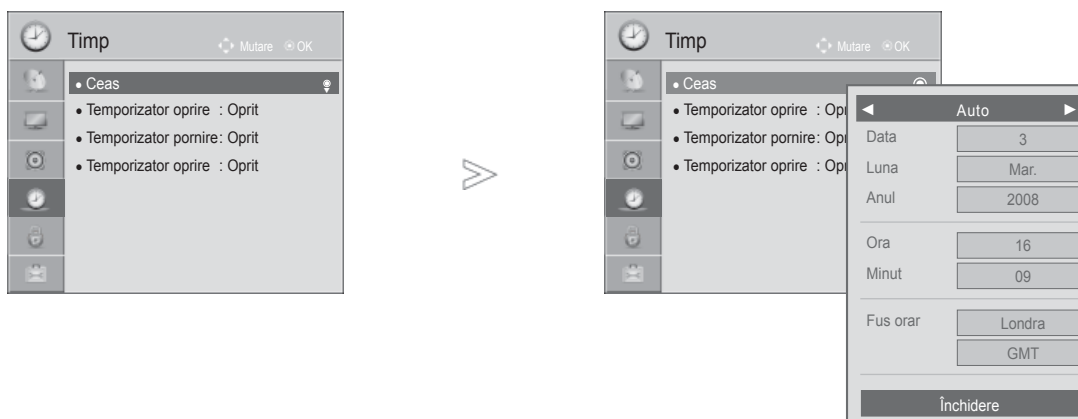 Timp Mutare OK
• Ceas
• Temporizator oprire : Oprit
• Temporizator pornire: Oprit
• Temporizator oprire : Oprit
Timp Mutare OK
• Ceas
• Temporizator oprire : Opr
• Temporizator pornire: Opr
• Temporizator oprire : Opr
◄ Auto ►
Data 3
Luna Mar.
Anul 2008
Ora 16
Minut 09
Fus orar Londra
GMT
Închidere